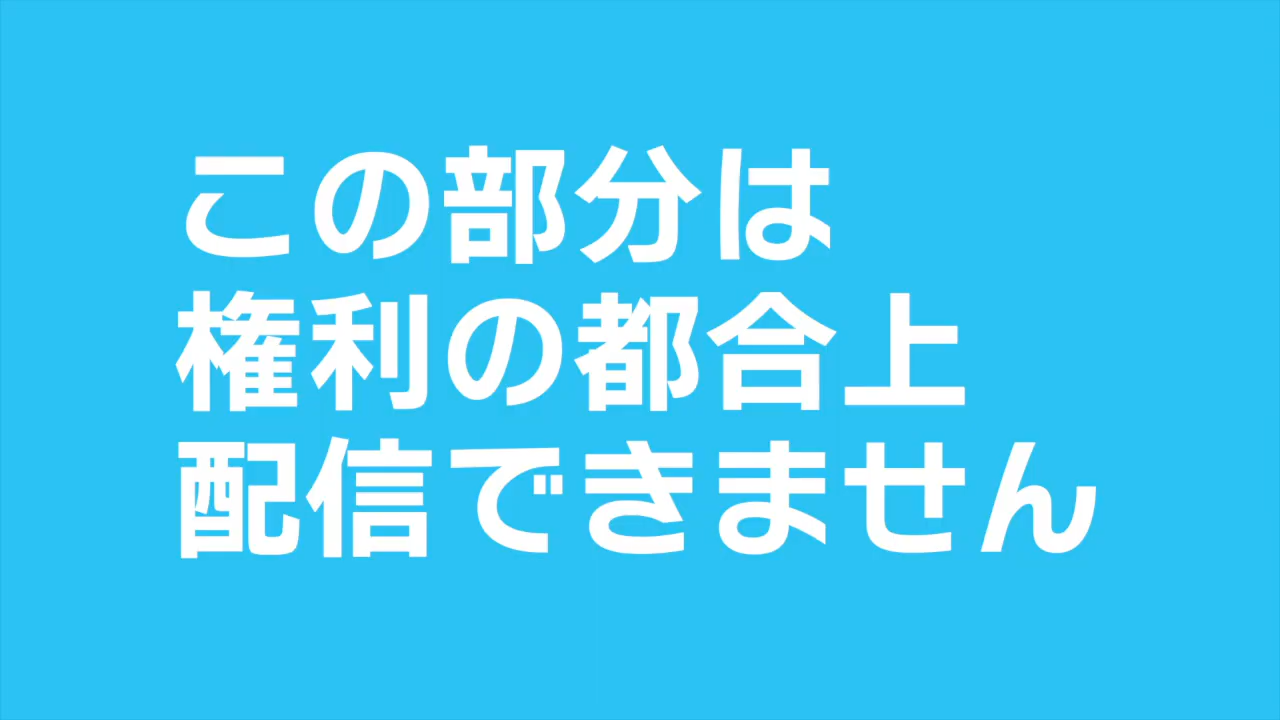 この部分は
権利の都合上
配信できません